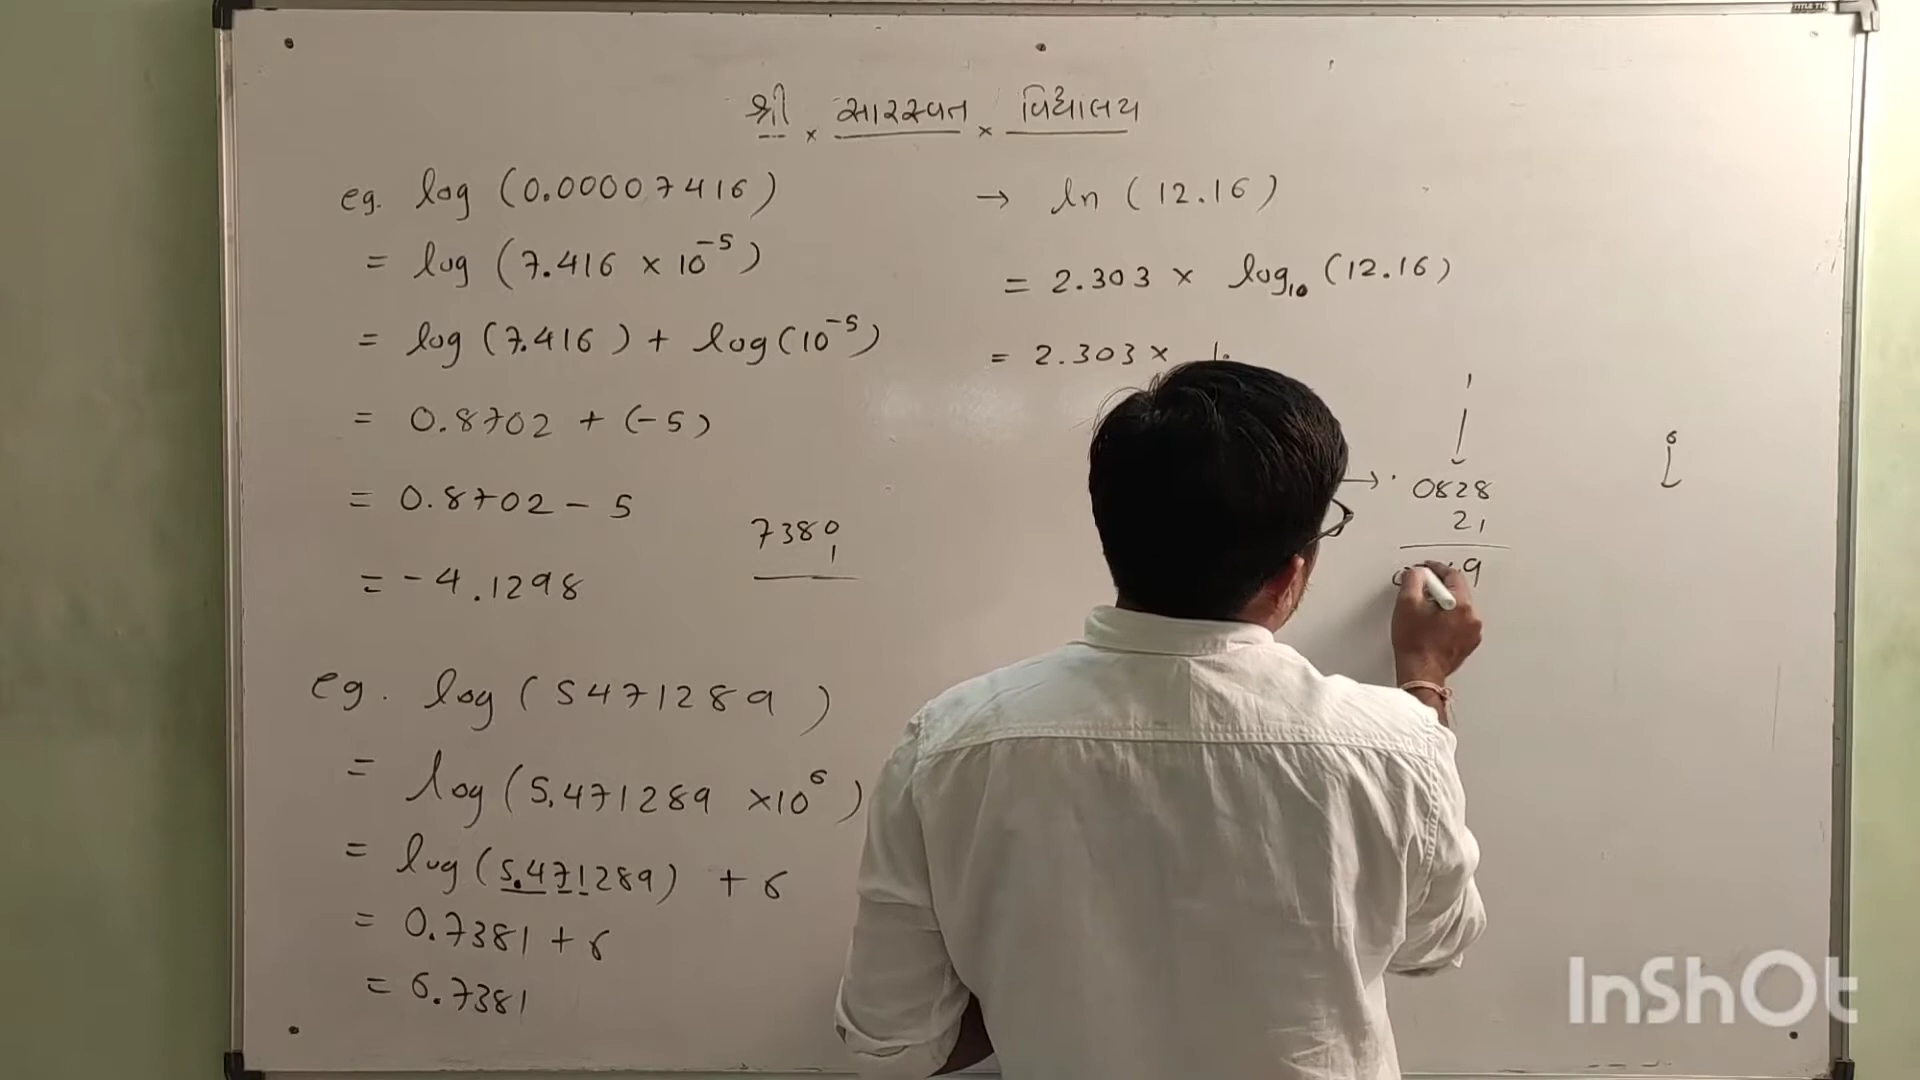 શ્રી × સારસ્વત × વિદ્યાલય
eg. log (0.00007416)
= log (7.416 × 10⁻⁵)
= log (7.416) + log(10⁻⁵)
= 0.8702 + (-5)
= 0.8702 - 5
= -4.1298
7380
1
eg. log (5471289)
= log (5.471289 ×10⁶)
= log (5.471289) + 6
= 0.7381 + 6
= 6.7381
→ ln (12.16)
= 2.303 × log₁₀ (12.16)
= 2.303 ×
1
→ . 0828
21
9
InShOt